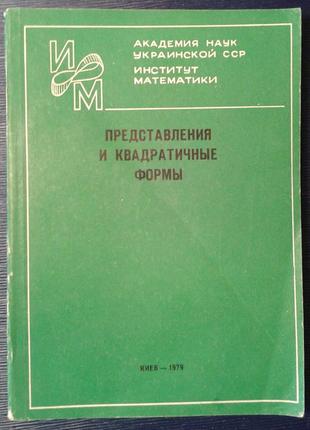 И
М
АКАДЕМИЯ НАУК
УКРАИНСКОЙ ССР
ИНСТИТУТ
МАТЕМАТИКИ
ПРЕДСТАВЛЕНИЯ
И КВАДРАТИЧНЫЕ
ФОРМЫ
КИЕВ — 1979